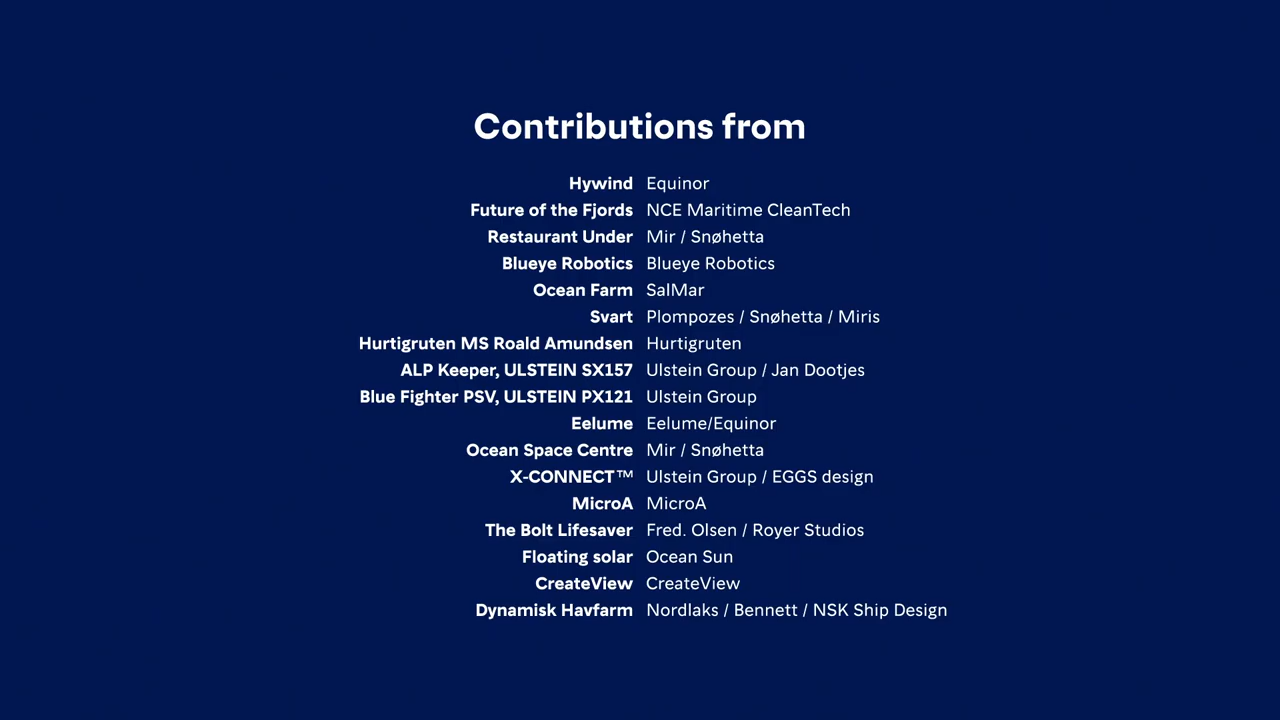 Contributions from
Hywind Equinor
Future of the Fjords NCE Maritime CleanTech
Restaurant Under Mir / Snøhetta
Blueye Robotics Blueye Robotics
Ocean Farm SalMar
Svart Plompozes / Snøhetta / Miris
Hurtigruten MS Roald Amundsen Hurtigruten
ALP Keeper, ULSTEIN SX157 Ulstein Group / Jan Dootjes
Blue Fighter PSV, ULSTEIN PX121 Ulstein Group
Eelume Eelume/Equinor
Ocean Space Centre Mir / Snøhetta
X-CONNECT™ Ulstein Group / EGGS design
MicroA MicroA
The Bolt Lifesaver Fred. Olsen / Royer Studios
Floating solar Ocean Sun
CreateView CreateView
Dynamisk Havfarm Nordlaks / Bennett / NSK Ship Design